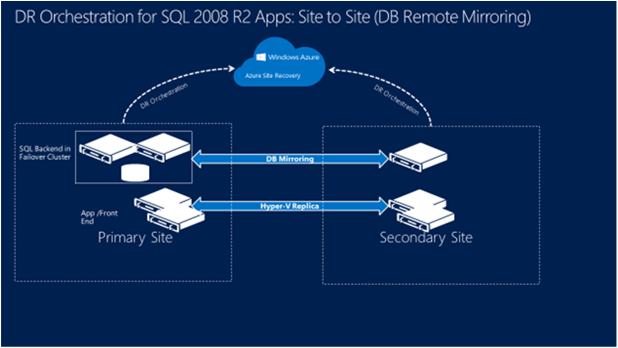 DR Orchestration for SQL 2008 R2 Apps: Site to Site (DB Remote Mirroring)
Windows Azure
Azure Site Recovery
DR Orchestration
DR Orchestration
SQL Backend in
Failover Cluster
DB Mirroring
App /Front
End
Hyper-V Replica
Primary Site
Secondary Site